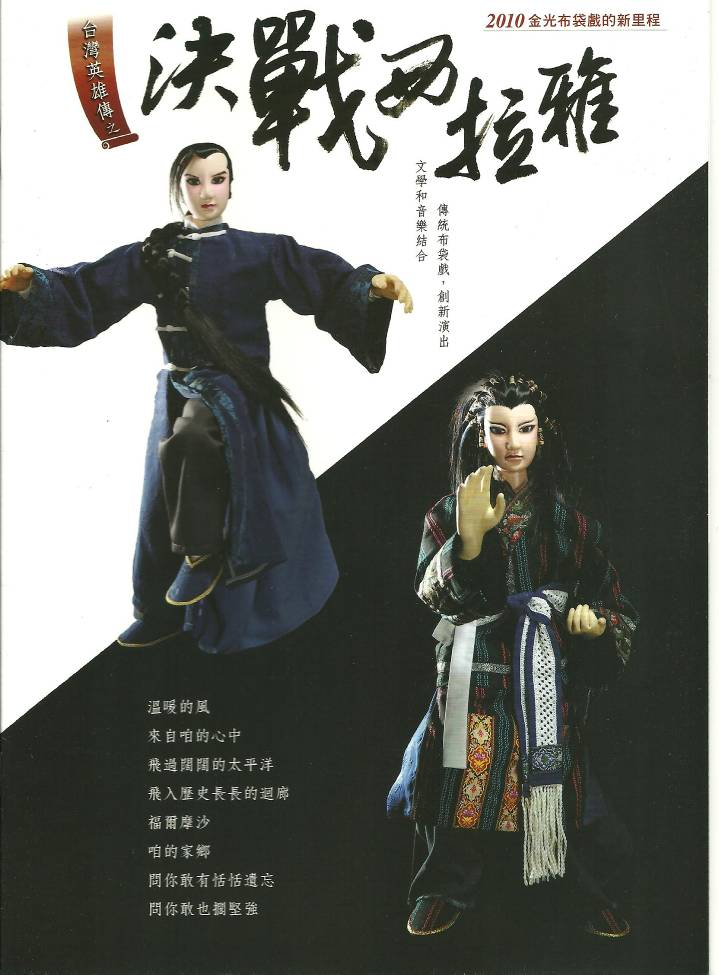 2010 金光布袋戲的新里程
台灣英雄傳之
決戰西拉雅
傳統布袋戲，創新演出
文學和音樂結合
溫暖的風
來自咱的心中
飛過闊闊的太平洋
飛入歷史長長的迴廊
福爾摩沙
咱的家鄉
問你敢有恬恬遺忘
問你敢也擱堅強